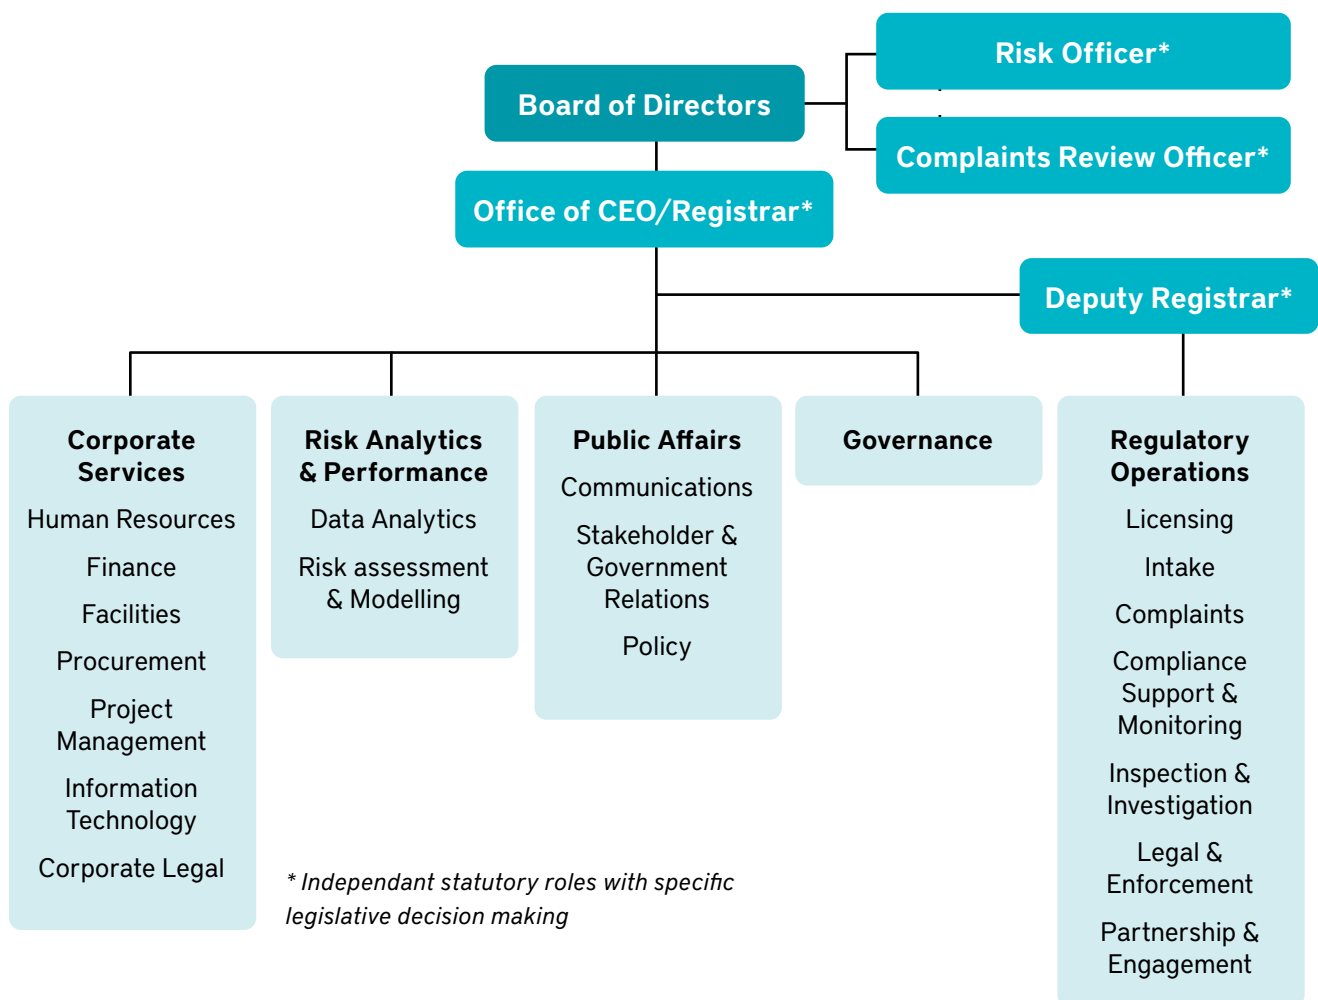 Risk Officer*
Board of Directors
Complaints Review Officer*
Office of CEO/Registrar*
Deputy Registrar*
Corporate
Services
Human Resources
Finance
Facilities
Procurement
Project
Management
Information
Technology
Corporate Legal
Risk Analytics
& Performance
Data Analytics
Risk assessment
& Modelling
Public Affairs
Communications
Stakeholder &
Government
Relations
Policy
Governance
Regulatory
Operations
Licensing
Intake
Complaints
Compliance
Support &
Monitoring
Inspection &
Investigation
Legal &
Enforcement
Partnership &
Engagement
* Independant statutory roles with specific
legislative decision making